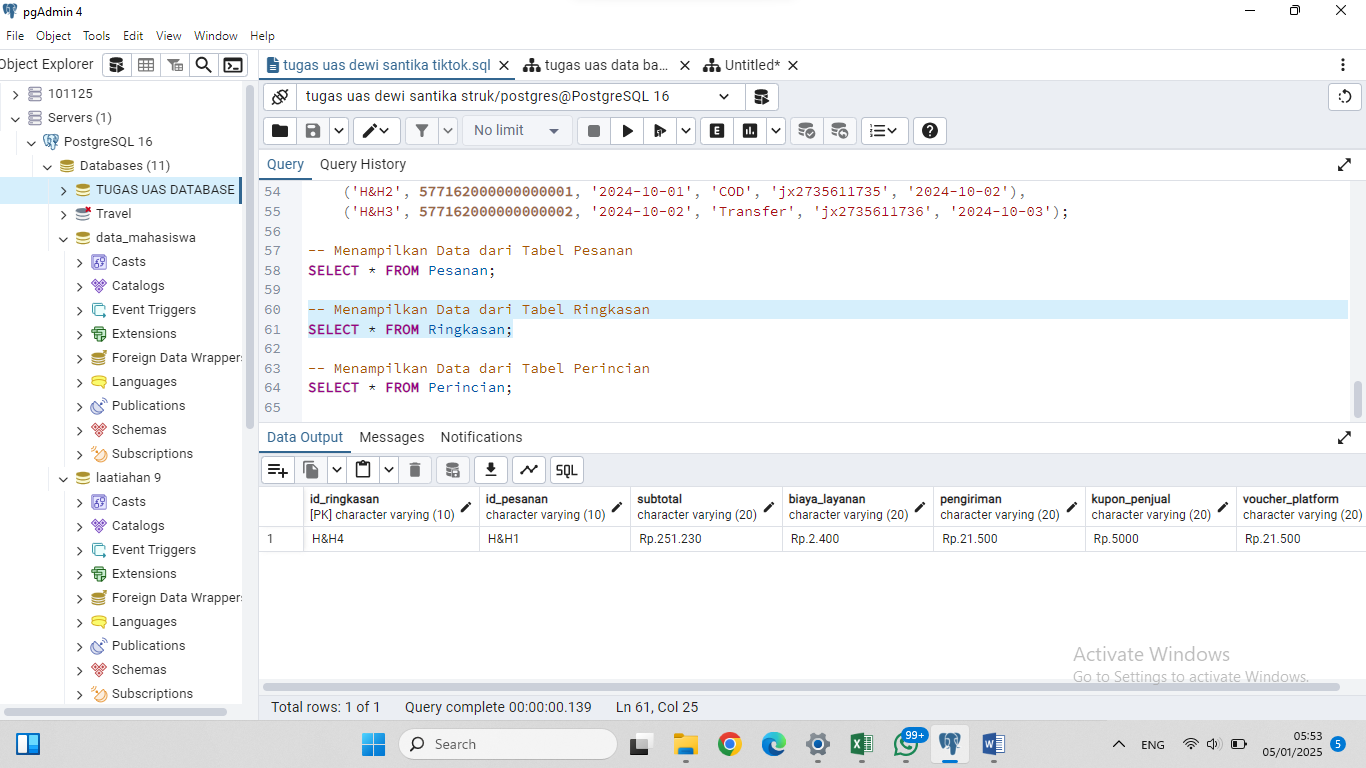 pgAdmin 4
File Object Tools Edit View Window Help
Object Explorer
tugas uas dewi santika tiktok.sql
tugas uas data ba...
Untitled*
101125
Servers (1)
PostgreSQL 16
Databases (11)
TUGAS UAS DATABASE
Travel
data_mahasiswa
Casts
Catalogs
Event Triggers
Extensions
Foreign Data Wrapper
Languages
Publications
Schemas
Subscriptions
laatiahan 9
Casts
Catalogs
Event Triggers
Extensions
Foreign Data Wrapper
Languages
Publications
Schemas
Subscriptions
tugas uas dewi santika struk/postgres@PostgreSQL 16
No limit
E
Query Query History
54 ('H&H2', 577162000000000001, '2024-10-01', 'COD', 'jx2735611735', '2024-10-02'),
55 ('H&H3', 577162000000000002, '2024-10-02', 'Transfer', 'jx2735611736', '2024-10-03');
56
57 -- Menampilkan Data dari Tabel Pesanan
58 SELECT * FROM Pesanan;
59
60 -- Menampilkan Data dari Tabel Ringkasan
61 SELECT * FROM Ringkasan;
62
63 -- Menampilkan Data dari Tabel Perincian
64 SELECT * FROM Perincian;
65
Data Output Messages Notifications
SQL
id_ringkasan id_pesanan subtotal biaya_layanan pengiriman kupon_penjual voucher_platform
[PK] character varying (10) character varying (10) character varying (20) character varying (20) character varying (20) character varying (20) character varying (20)
1 H&H4 H&H1 Rp.251.230 Rp.2.400 Rp.21.500 Rp.5000 Rp.21.500
Activate Windows
Go to Settings to activate Windows.
Total rows: 1 of 1 Query complete 00:00:00.139 Ln 61, Col 25
Search
99+
ENG
05:53
05/01/2025
5